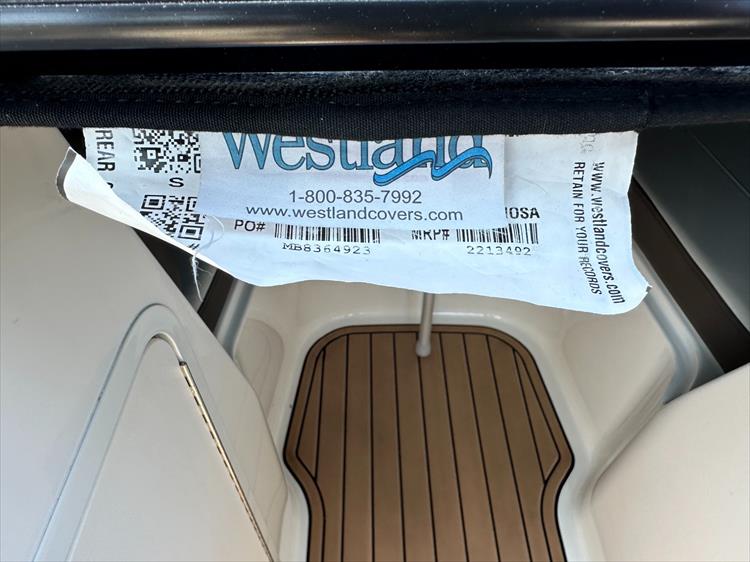 REAR
S
Westland
1-800-835-7992
www.westlandcovers.com
IOSA
PO#
MB8364923
MRP#
2213492
www.westlandcovers.com
RETAIN FOR YOUR RECORDS